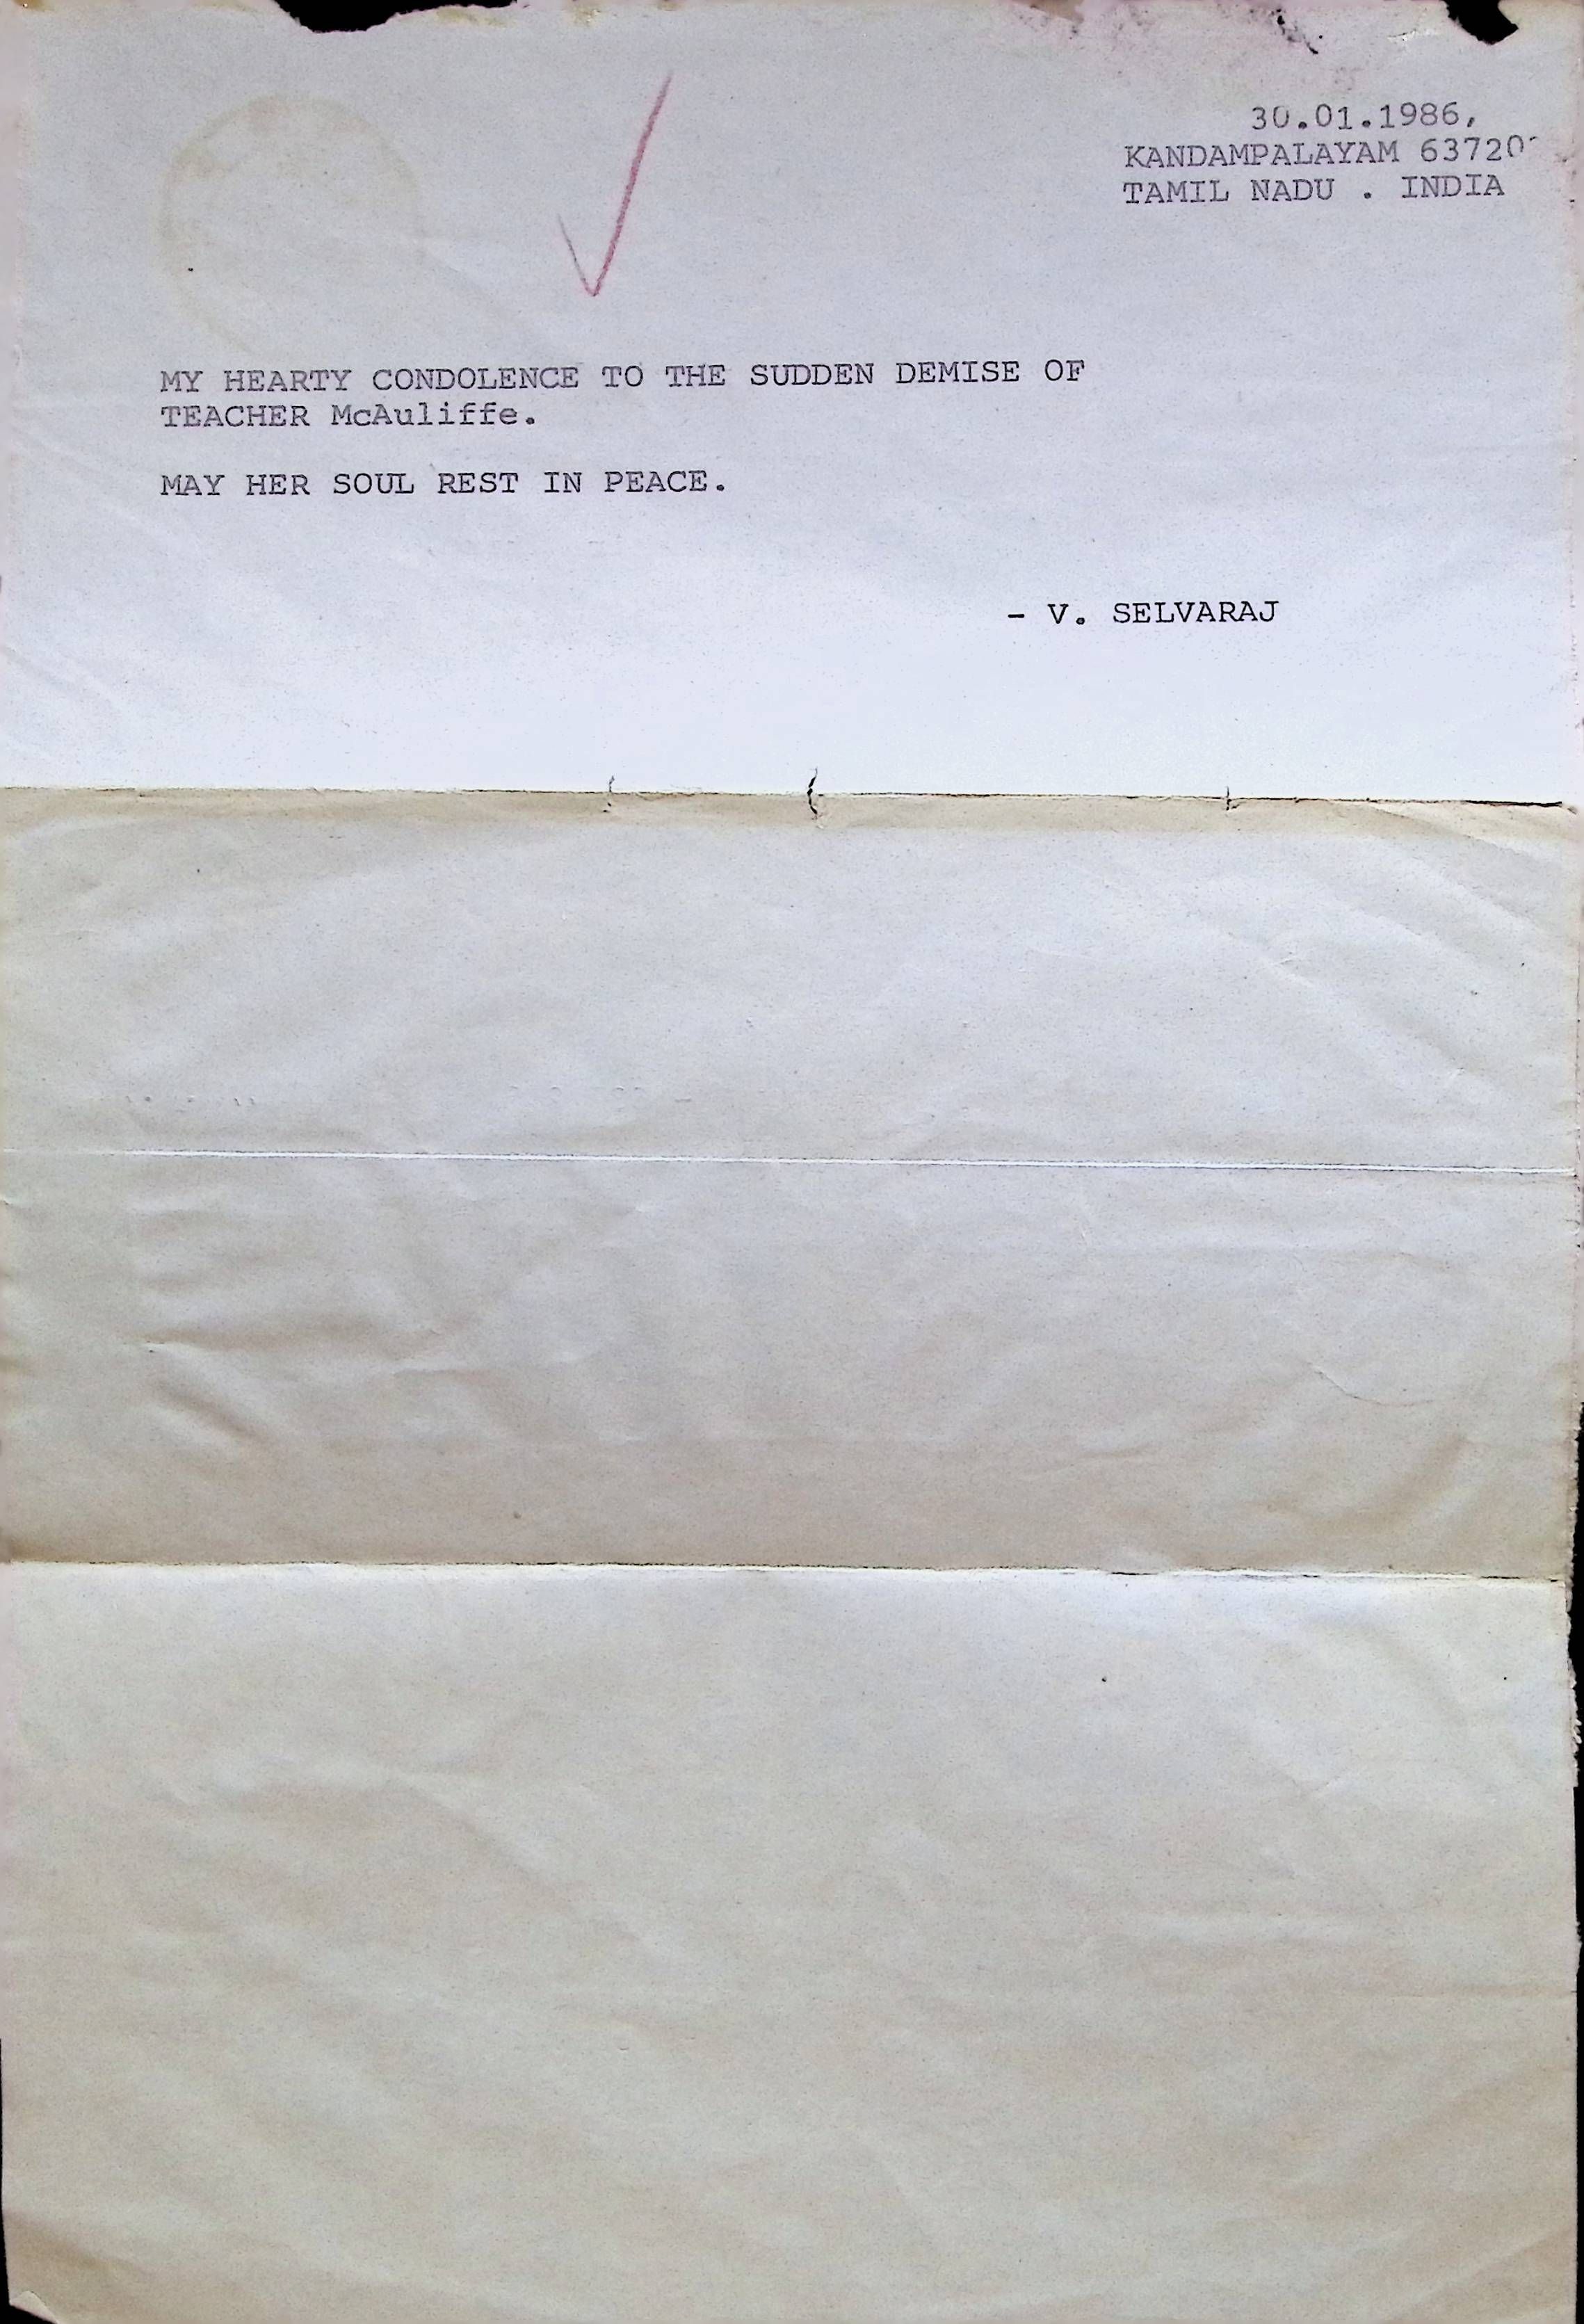 30.01.1986,
KANDAMPALAYAM
TAMIL NADU . INDIA
MY HEARTY CONDOLENCE TO THE SUDDEN DEMISE OF
TEACHER McAuliffe.
MAY HER SOUL REST IN PEACE.
- V. SELVARAJ